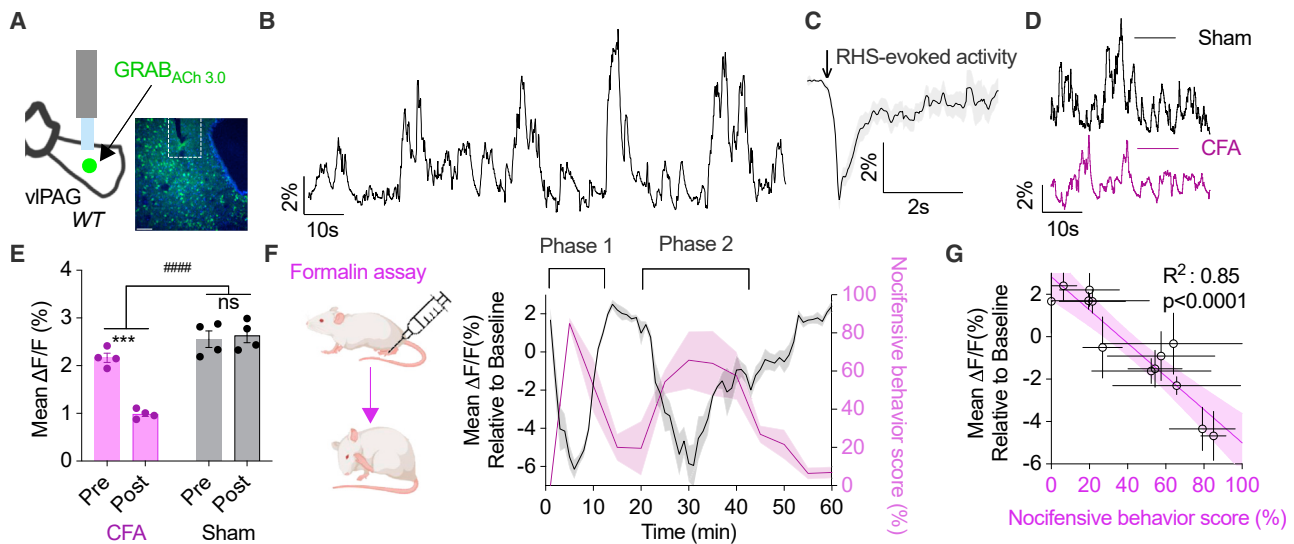 A
GRAB ACh 3.0
vlPAG
WT
B
2%
10s
C
RHS-evoked activity
2%
2s
D
Sham
CFA
2%
10s
E
####
ns
***
4
3
2
1
0
Mean ΔF/F (%)
Pre
Post
Pre
Post
CFA
Sham
F
Formalin assay
Phase 1
Phase 2
Mean ΔF/F(%)
Relative to Baseline
2
0
-2
-4
-6
0
10
20
30
40
50
60
Time (min)
100
80
60
40
20
0
Nocifensive behavior score (%)
G
R2 : 0.85
p<0.0001
Mean ΔF/F(%)
Relative to Baseline
2
0
-2
-4
-6
0
20
40
60
80
100
Nocifensive behavior score (%)